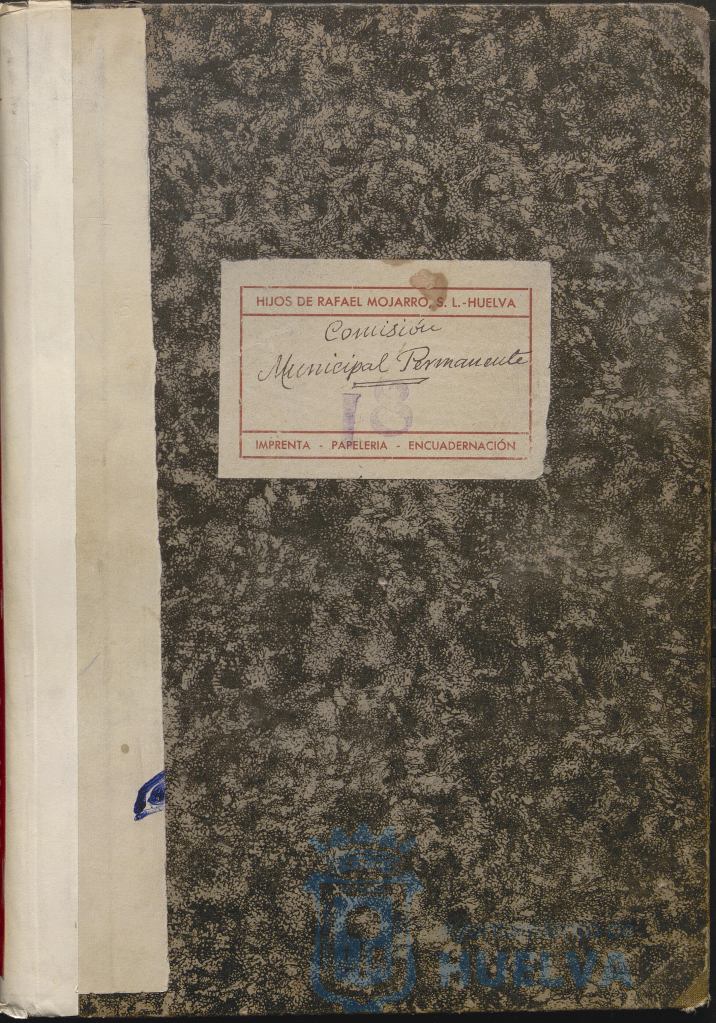 HIJOS DE RAFAEL MOJARRO, S. L.-HUELVA
Comisión
Municipal Permanente
18
IMPRENTA - PAPELERIA - ENCUADERNACIÓN
HUELVA